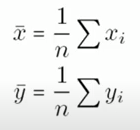 x̄ = 1/n ∑ xᵢ
ȳ = 1/n ∑ yᵢ